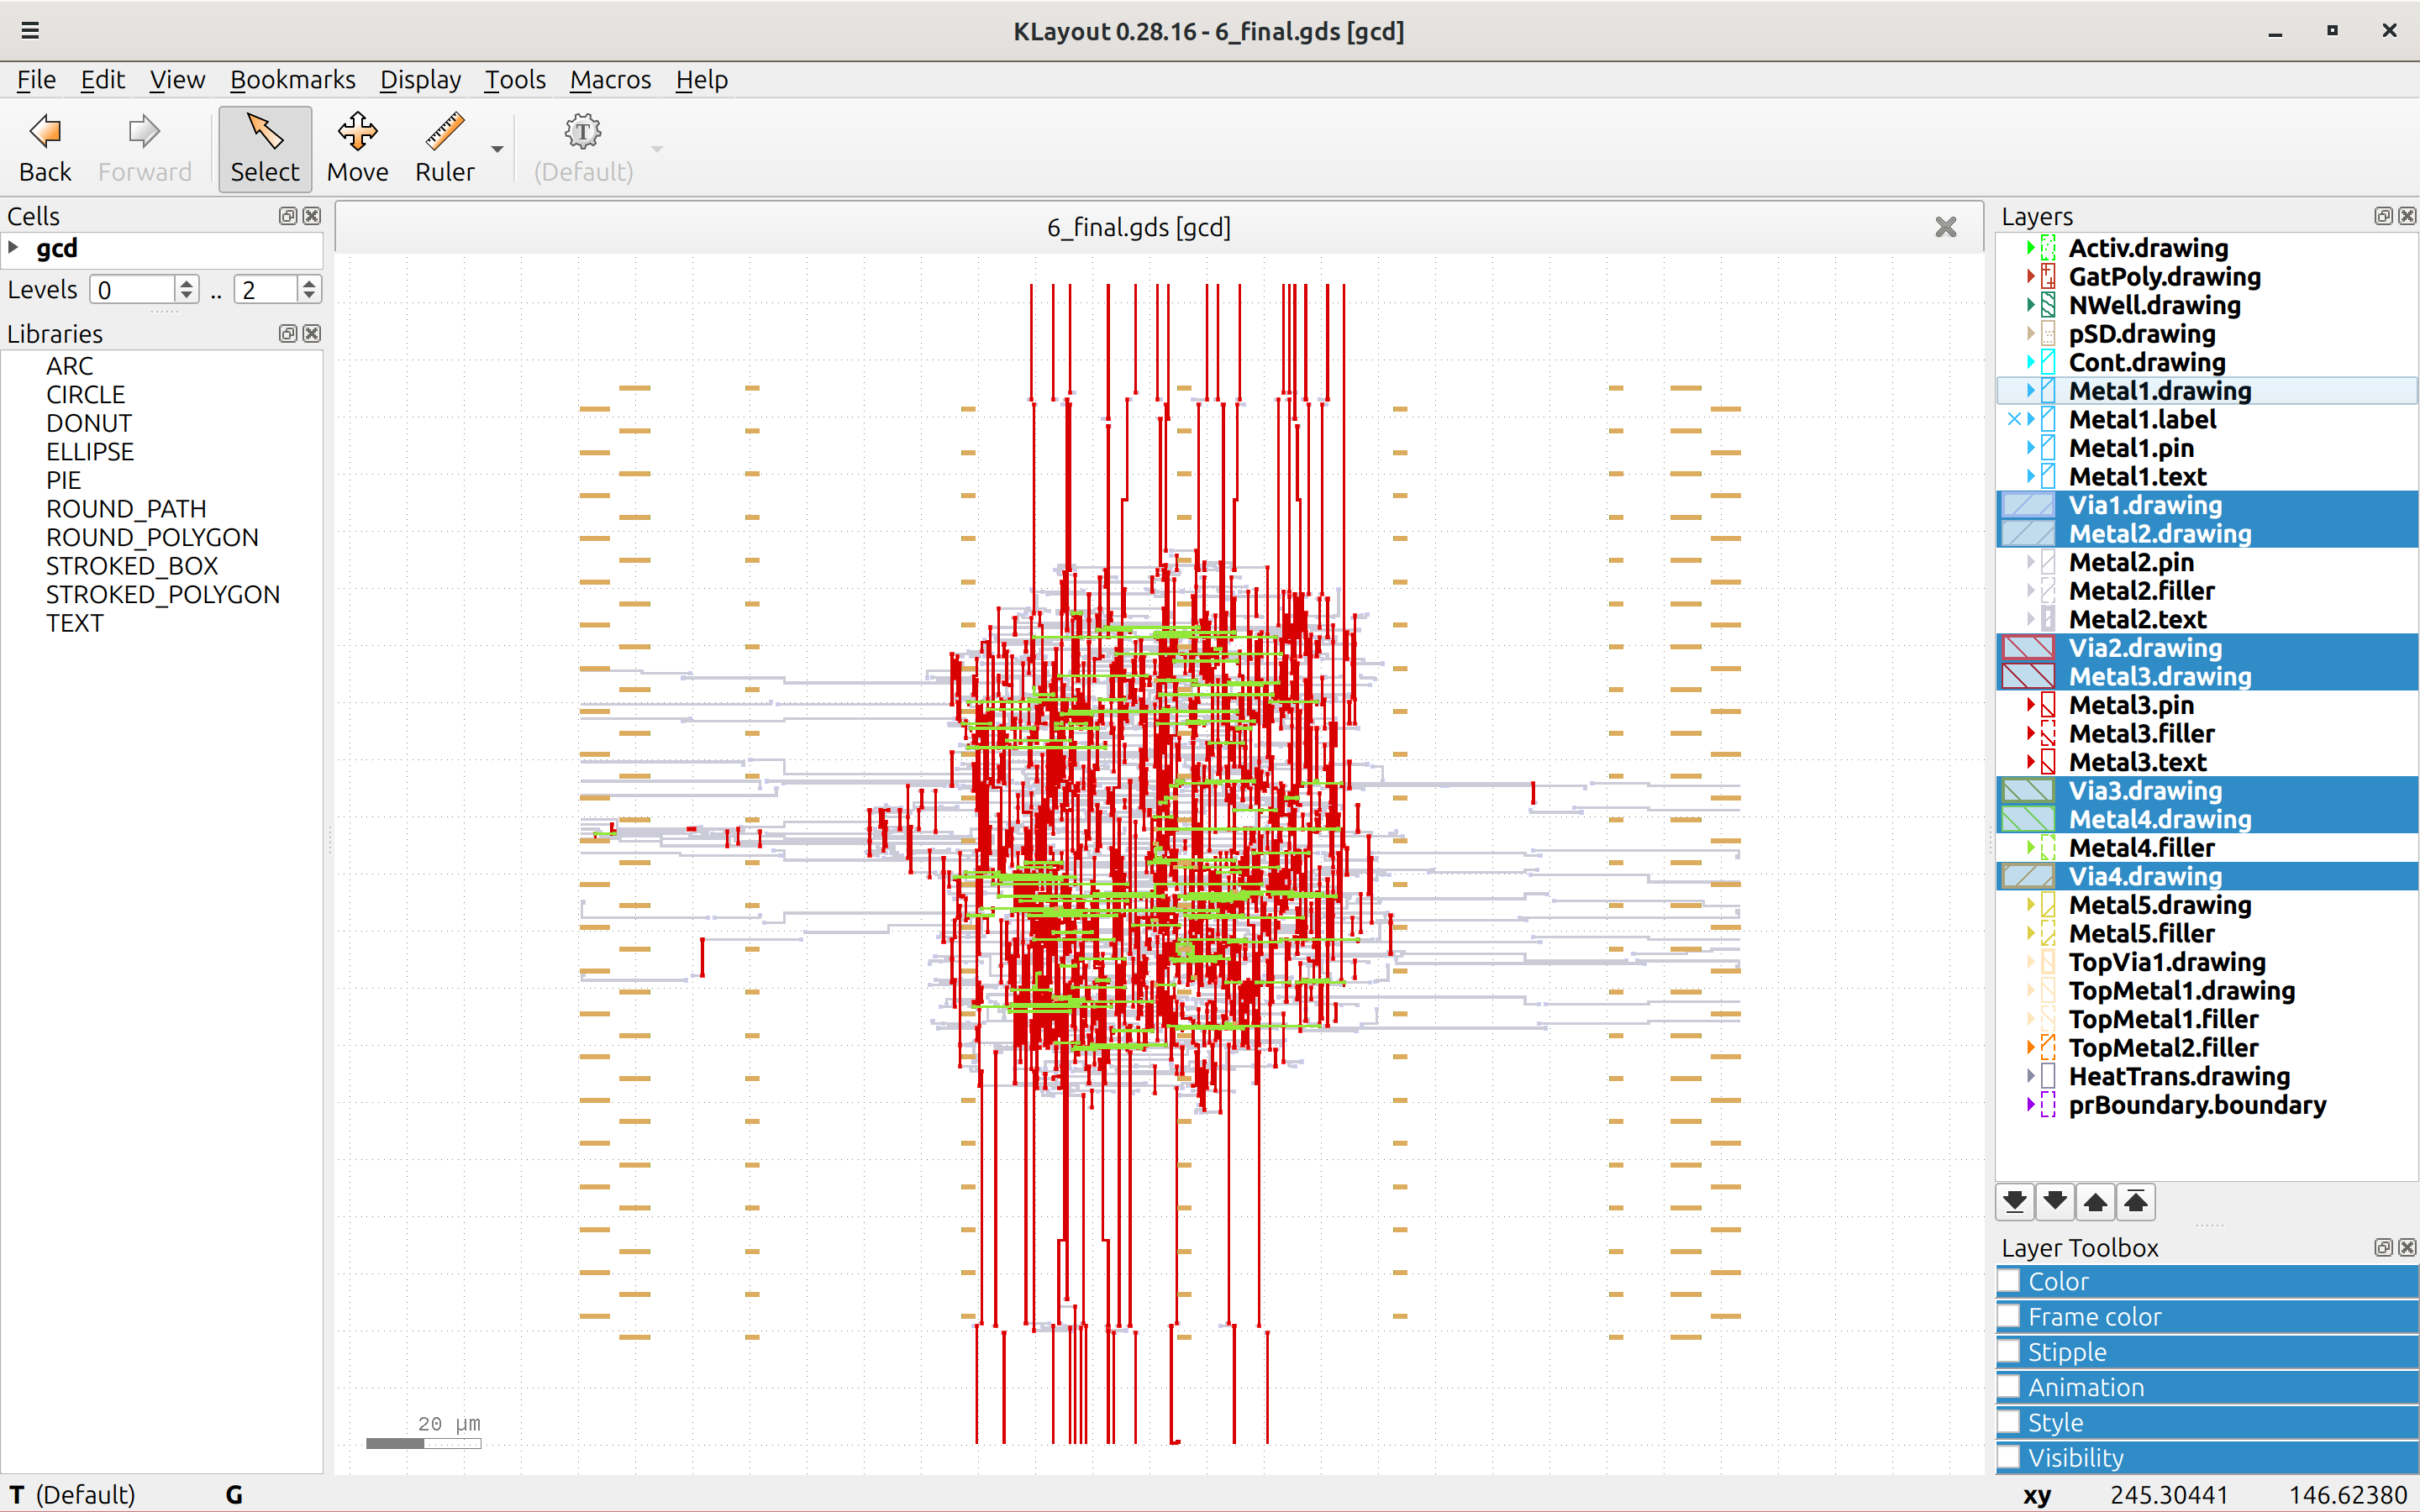 KLayout 0.28.16 - 6_final.gds [gcd]
File Edit View Bookmarks Display Tools Macros Help
Back Forward Select Move Ruler (Default)
Cells
gcd
Levels 0 .. 2
Libraries
ARC
CIRCLE
DONUT
ELLIPSE
PIE
ROUND_PATH
ROUND_POLYGON
STROKED_BOX
STROKED_POLYGON
TEXT
6_final.gds [gcd]
20 µm
Layers
Activ.drawing
GatPoly.drawing
NWell.drawing
pSD.drawing
Cont.drawing
Metal1.drawing
Metal1.label
Metal1.pin
Metal1.text
Via1.drawing
Metal2.drawing
Metal2.pin
Metal2.filler
Metal2.text
Via2.drawing
Metal3.drawing
Metal3.pin
Metal3.filler
Metal3.text
Via3.drawing
Metal4.drawing
Metal4.filler
Via4.drawing
Metal5.drawing
Metal5.filler
TopVia1.drawing
TopMetal1.drawing
TopMetal1.filler
TopMetal2.filler
HeatTrans.drawing
prBoundary.boundary
Layer Toolbox
Color
Frame color
Stipple
Animation
Style
Visibility
T (Default) G xy 245.30441 146.62380